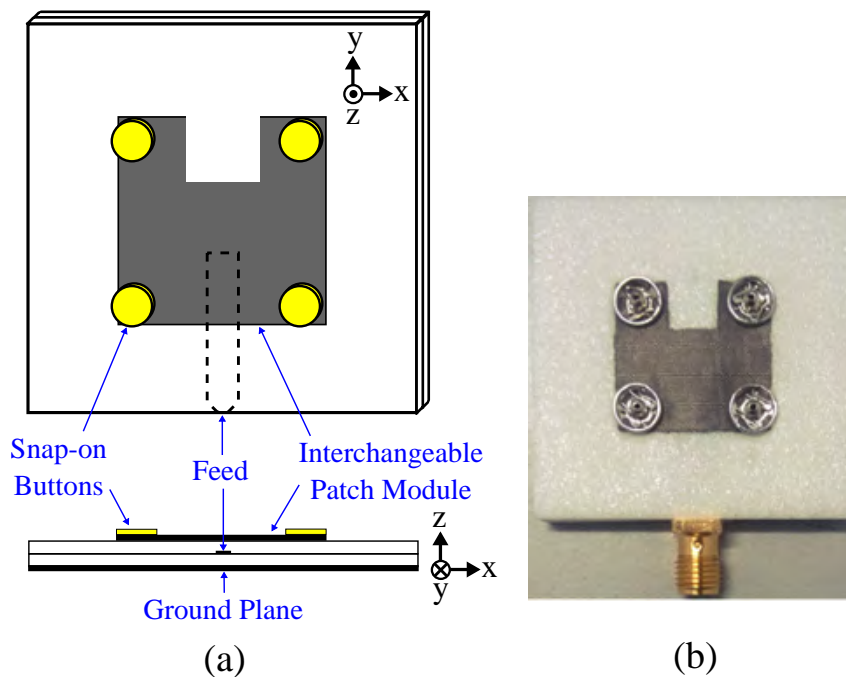 y
x
z
Snap-on
Buttons
Feed
Interchangeable
Patch Module
z
x
y
Ground Plane
(a)
(b)